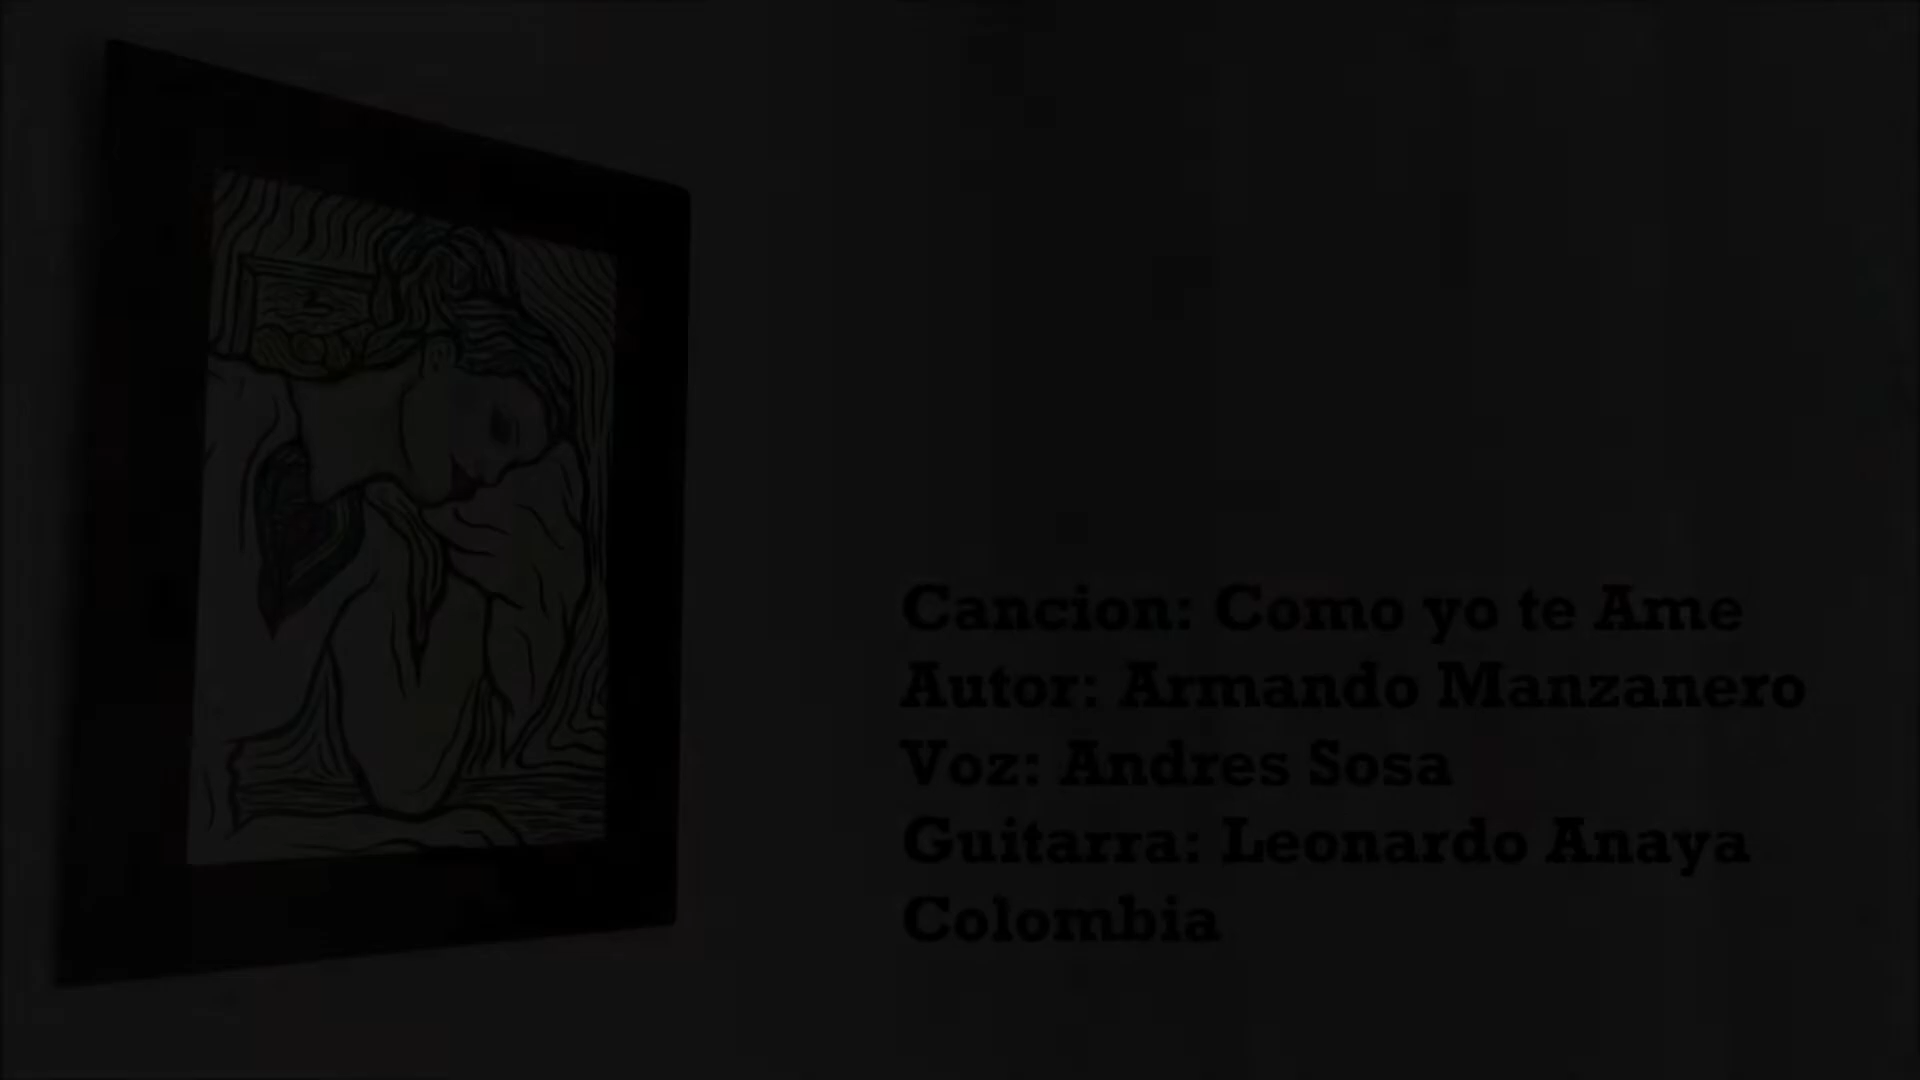 Cancion: Como yo te Ame
Autor: Armando Manzanero
Voz: Andres Sosa
Guitarra: Leonardo Anaya
Colombia